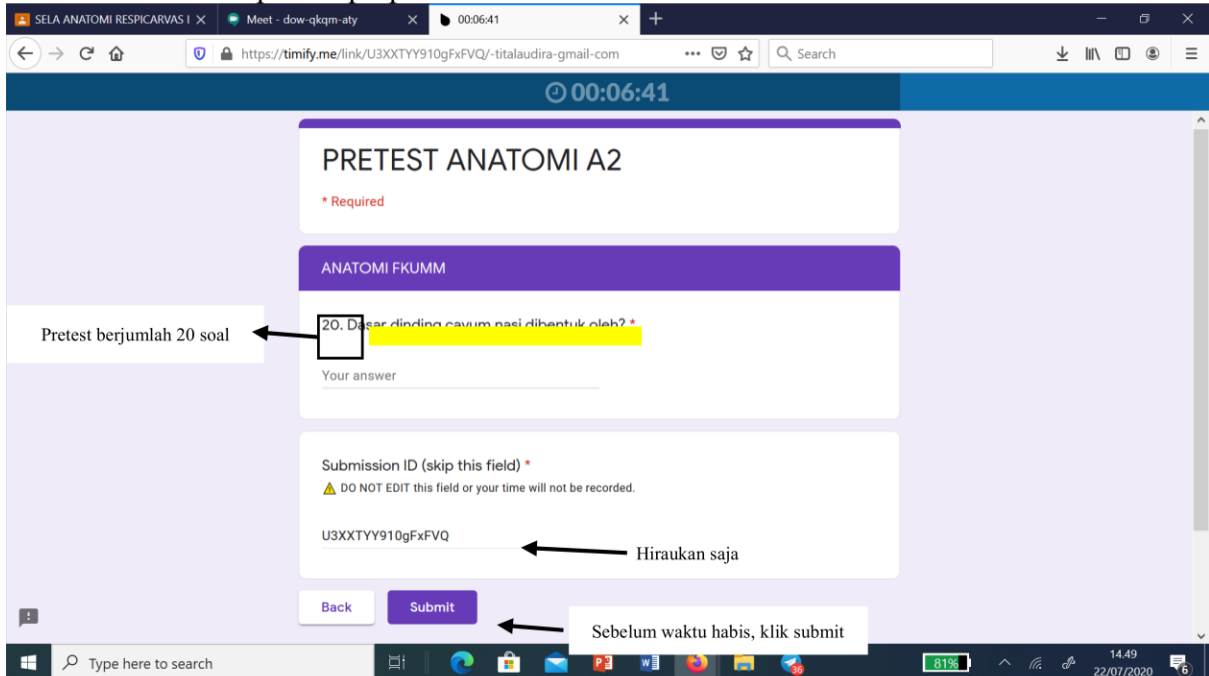 SELA ANATOMI RESPICARVAS I
Meet - dow-qkqm-aty
00:06:41
https://timify.me/link/U3XXTYY910gFxFVQ/-titalaudira-gmail-com
Search
00:06:41
PRETEST ANATOMI A2
* Required
ANATOMI FKUMM
Pretest berjumlah 20 soal
20. Dasar dinding cavum nasi dibentuk oleh? *
Your answer
Submission ID (skip this field) *
DO NOT EDIT this field or your time will not be recorded.
U3XXTYY910gFxFVQ
Hiraukan saja
Back
Submit
Sebelum waktu habis, klik submit
Type here to search
36
81%
14.49
22/07/2020
6